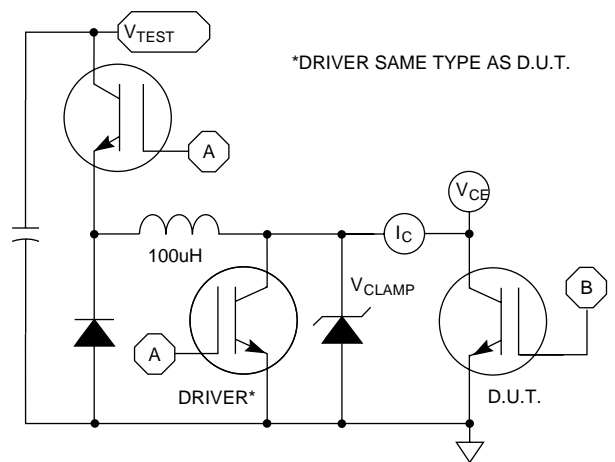 V_TEST
*DRIVER SAME TYPE AS D.U.T.
A
V_CE
I_C
100uH
V_CLAMP
B
A
DRIVER*
D.U.T.